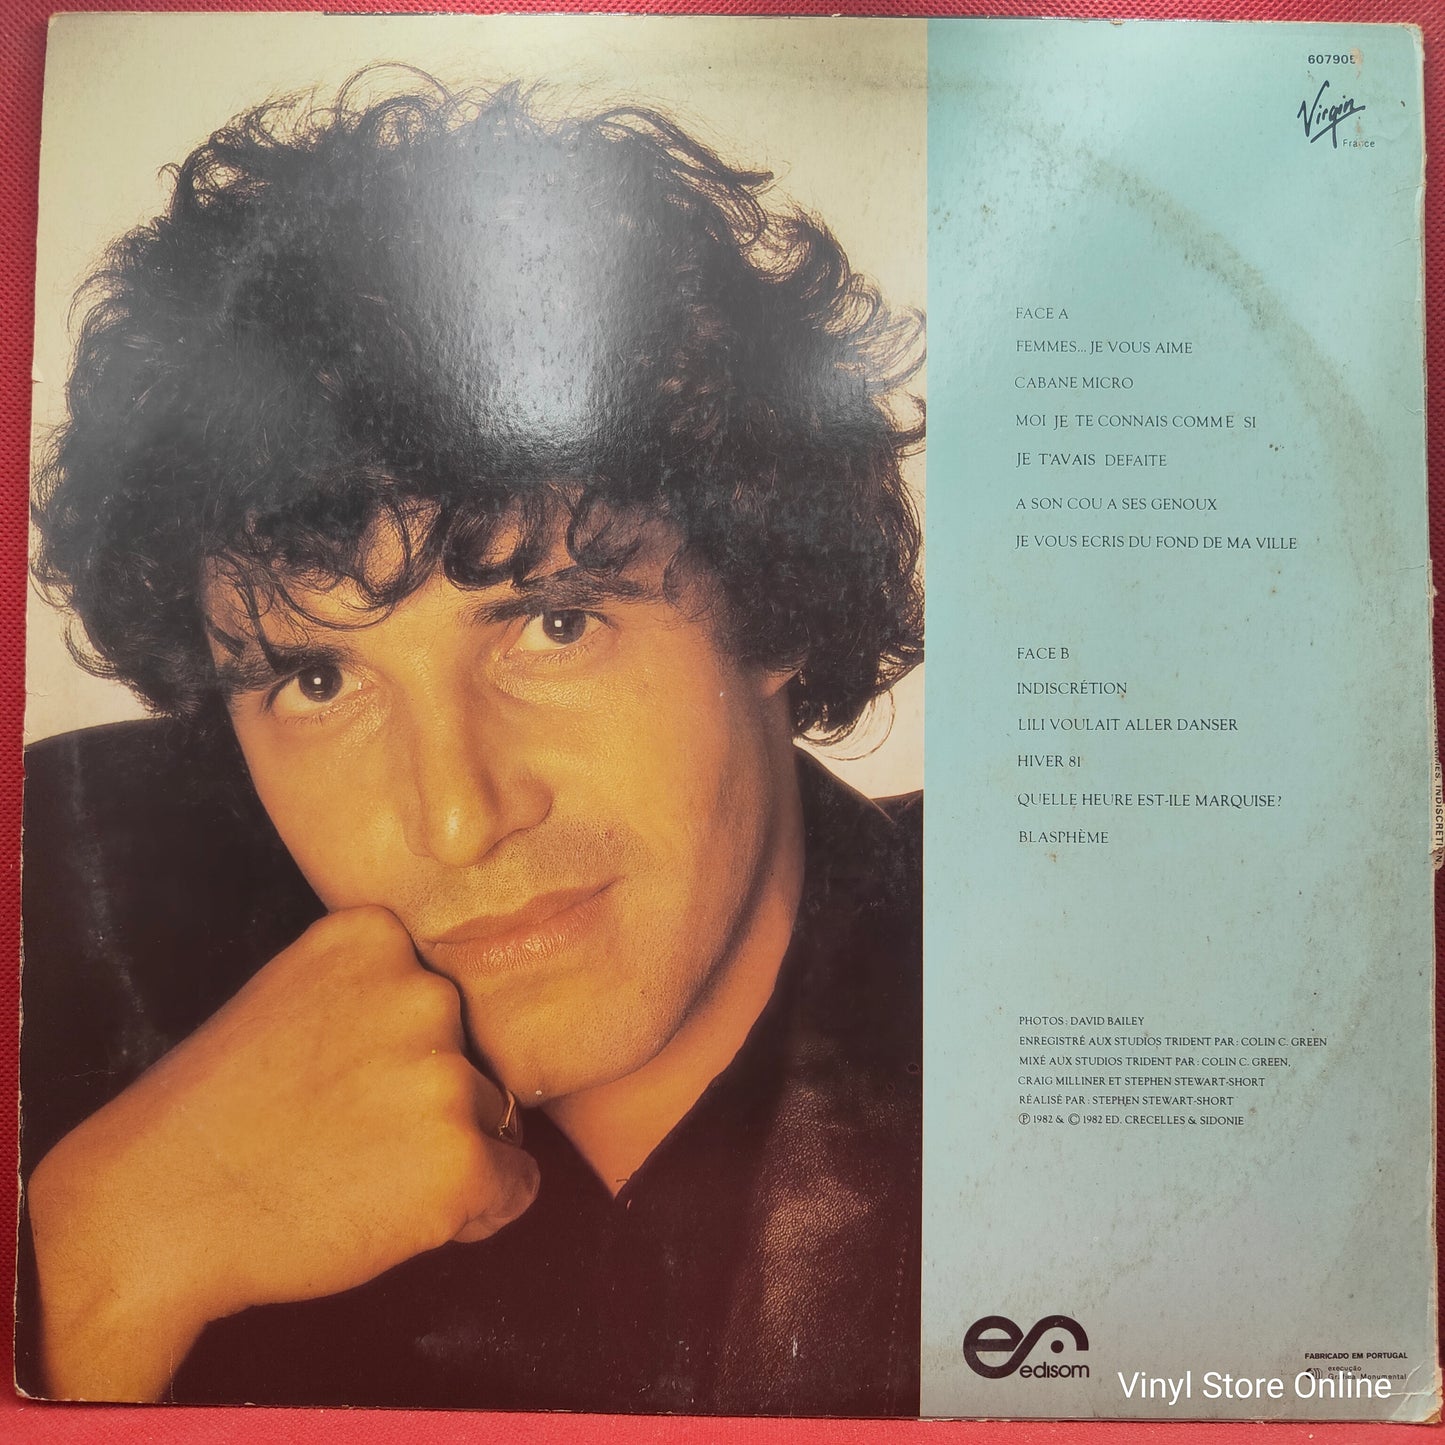 607905
Virgin
France
FACE A
FEMMES... JE VOUS AIME
CABANE MICRO
MOI JE TE CONNAIS COMME SI
JE T'AVAIS DEFAITE
A SON COU A SES GENOUX
JE VOUS ECRIS DU FOND DE MA VILLE
FACE B
INDISCRÉTION
LILI VOULAIT ALLER DANSER
HIVER 81
QUELLE HEURE EST-ILE MARQUISE?
BLASPHÈME
INDISCRETION
PHOTOS: DAVID BAILEY
ENREGISTRÉ AUX STUDIOS TRIDENT PAR: COLIN C. GREEN
MIXÉ AUX STUDIOS TRIDENT PAR: COLIN C. GREEN,
CRAIG MILLINER ET STEPHEN STEWART-SHORT
RÉALISÉ PAR: STEPHEN STEWART-SHORT
Ⓟ 1982 & © 1982 ED. CRECELLES & SIDONIE
edisom
FABRICADO EM PORTUGAL
execução
Gráfica Monumental
Vinyl Store Online